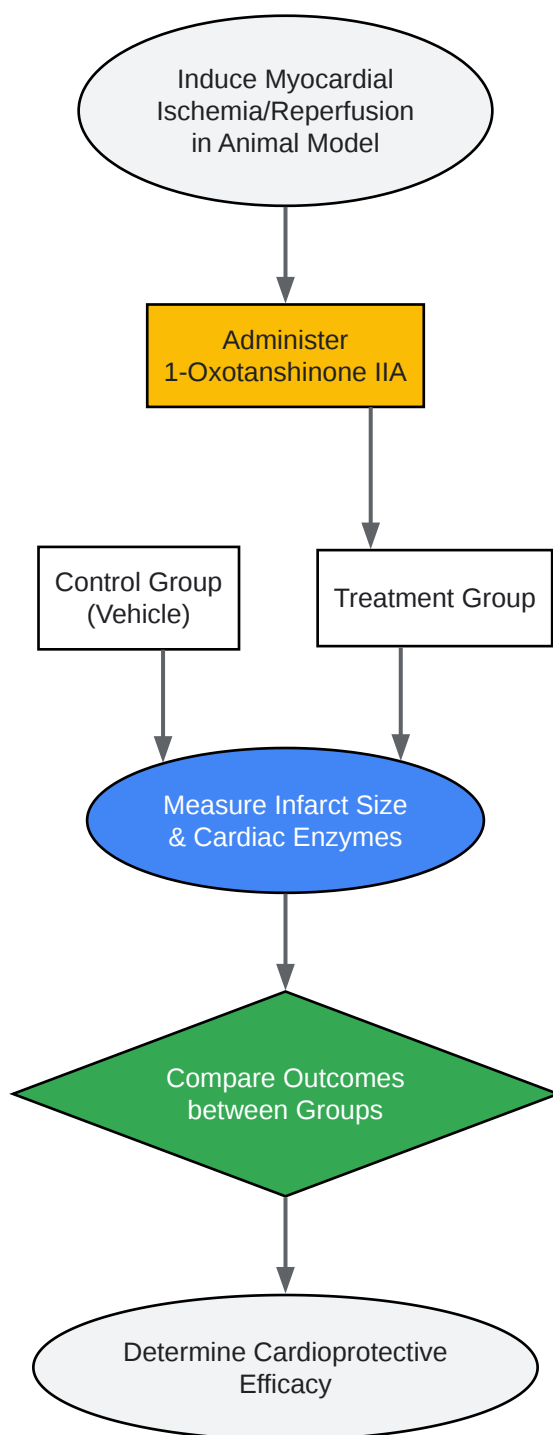 Induce Myocardial
Ischemia/Reperfusion
in Animal Model
Administer
1-Oxotanshinone IIA
Control Group
(Vehicle)
Treatment Group
Measure Infarct Size
& Cardiac Enzymes
Compare Outcomes
between Groups
Determine Cardioprotective
Efficacy